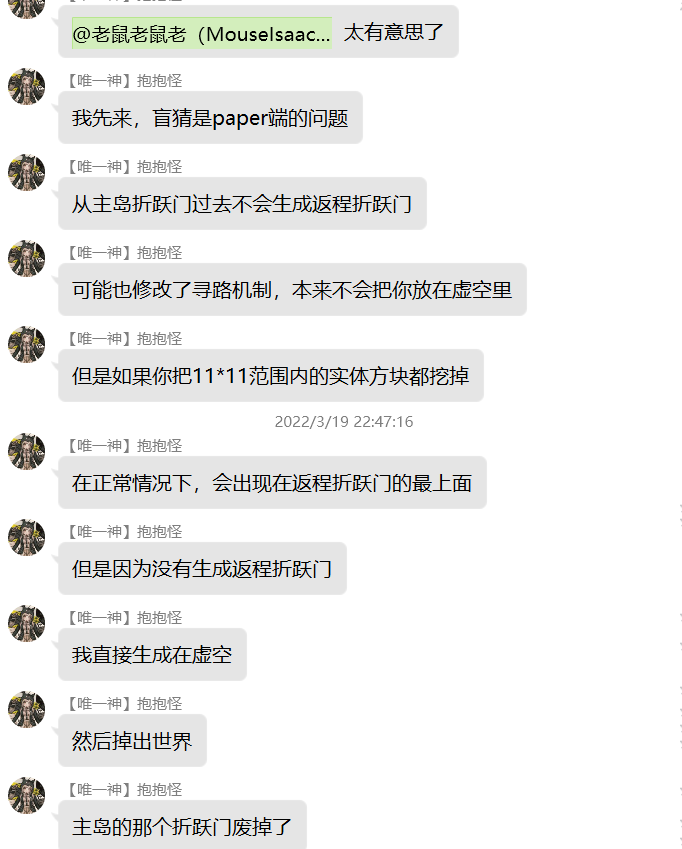 @老鼠老鼠老（MouseIsaac... 太有意思了
【唯一神】抱抱怪
我先来，盲猜是paper端的问题
【唯一神】抱抱怪
从主岛折跃门过去不会生成返程折跃门
【唯一神】抱抱怪
可能也修改了寻路机制，本来不会把你放在虚空里
【唯一神】抱抱怪
但是如果你把11*11范围内的实体方块都挖掉
2022/3/19 22:47:16
【唯一神】抱抱怪
在正常情况下，会出现在返程折跃门的最上面
【唯一神】抱抱怪
但是因为没有生成返程折跃门
【唯一神】抱抱怪
我直接生成在虚空
【唯一神】抱抱怪
然后掉出世界
【唯一神】抱抱怪
主岛的那个折跃门废掉了